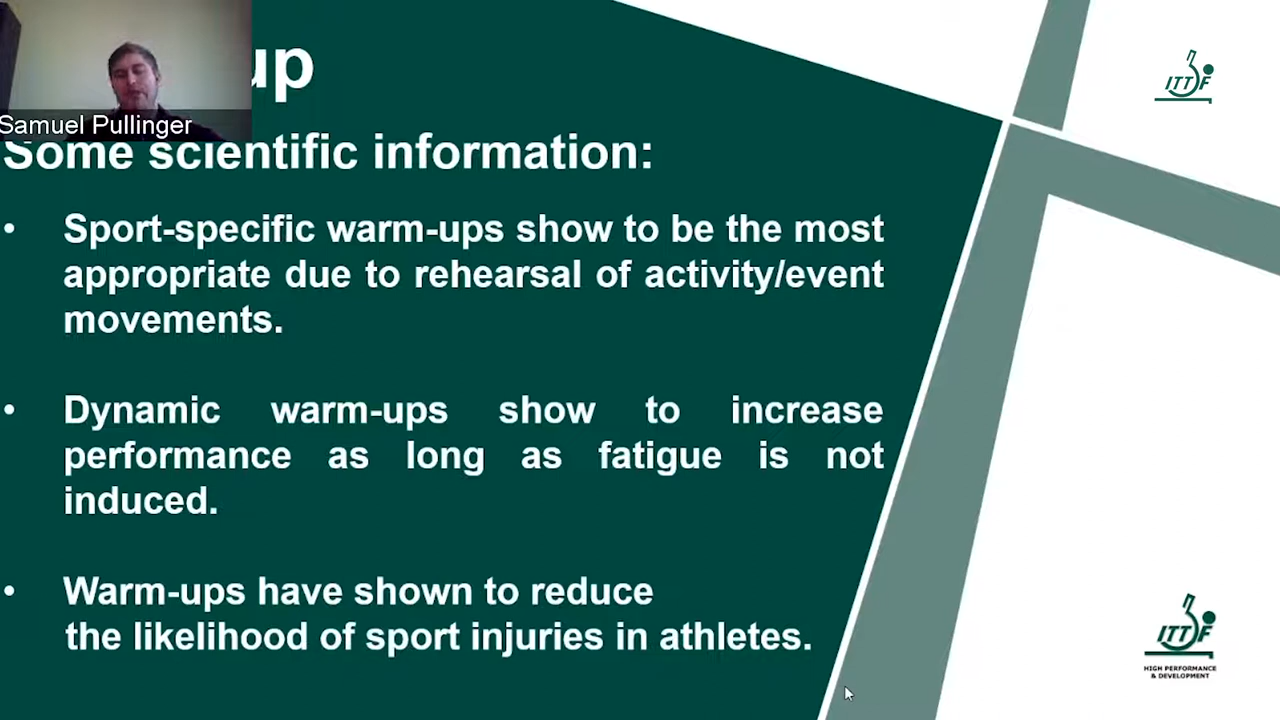 up
Samuel Pullinger
Some scientific information:
• Sport-specific warm-ups show to be the most
appropriate due to rehearsal of activity/event
movements.
• Dynamic warm-ups show to increase
performance as long as fatigue is not
induced.
• Warm-ups have shown to reduce
the likelihood of sport injuries in athletes.
ITTF
ITTF
HIGH PERFORMANCE
& DEVELOPMENT